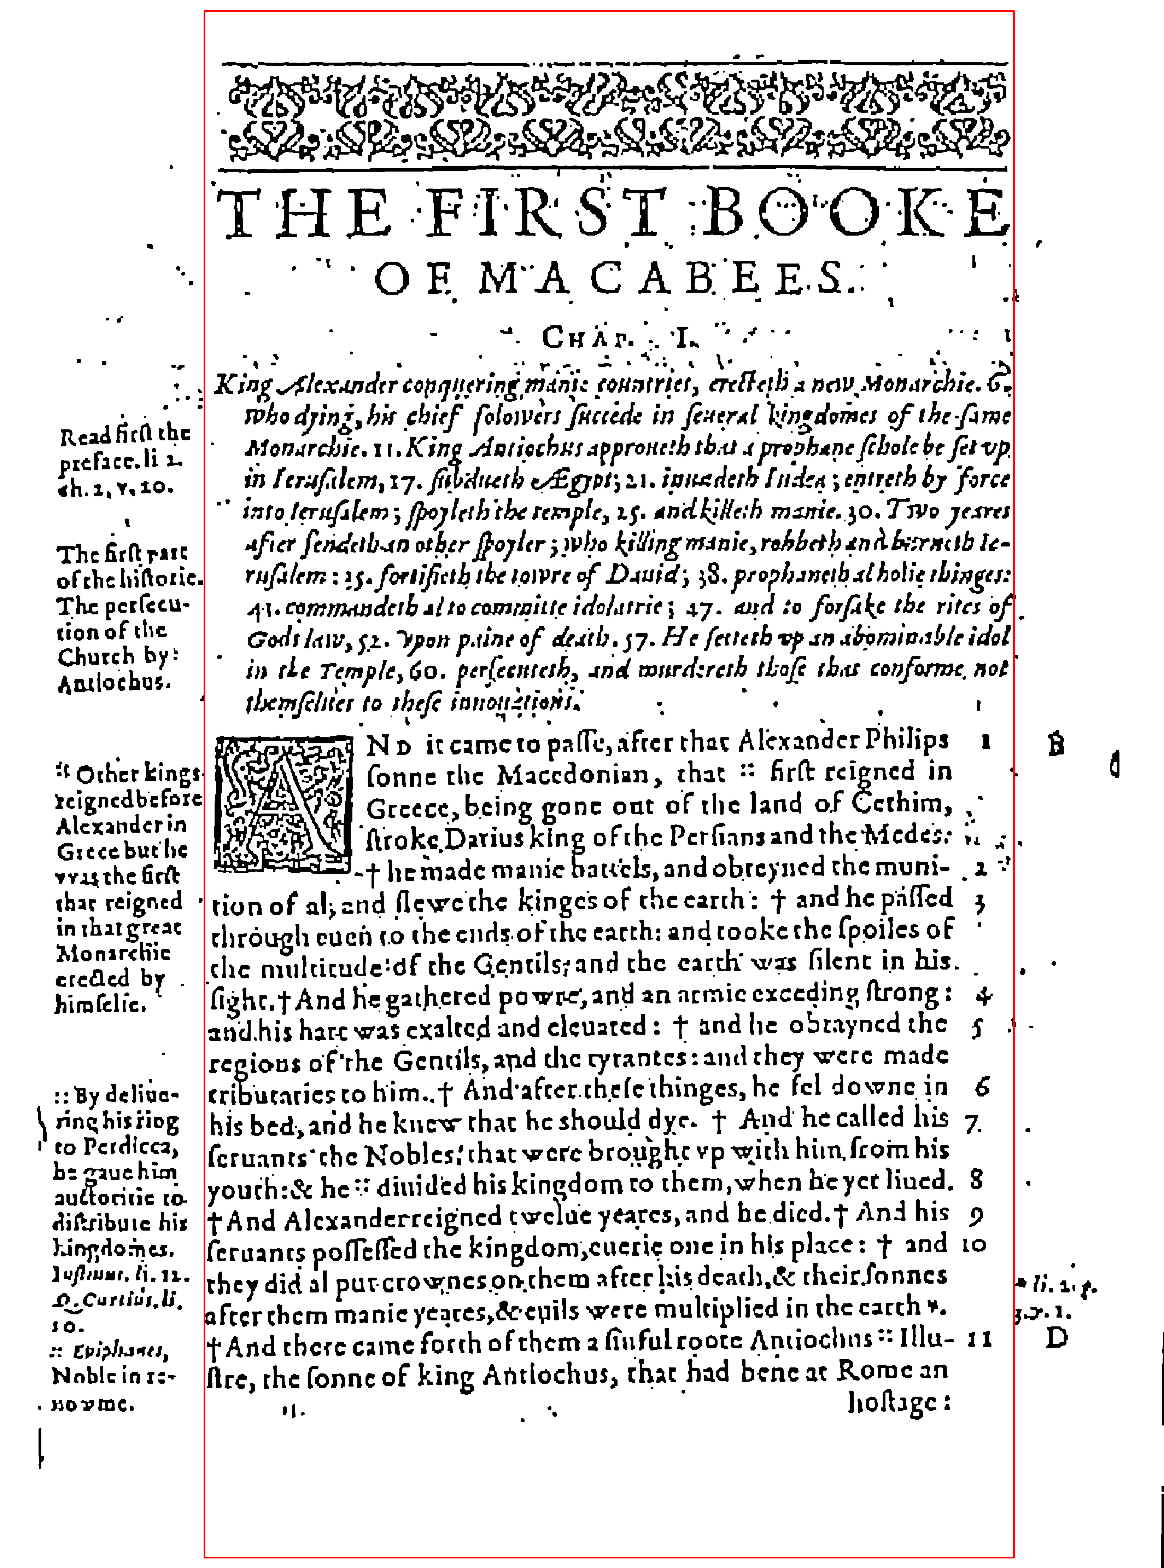 THE FIRST BOOKE
OF MACABEES.
CHAP. I.
King Alexander conquering manie countries, erecteth a new Monarchie. 6.
who dying, his chief folowers succede in seueral kingdomes of the same
Monarchie. 11. King Antiochus approueth that a prophane schole be set vp
in Ierusalem, 17. subdueth Ægypt; 21. inuadeth Iudea; entreth by force
into Ierusalem; spoyleth the temple, 25. and killeth manie. 30. Two yeares
after sendeth an other spoyler; who killing manie, robbeth and burneth Ie-
rusalem: 35. fortifieth the towre of Dauid; 38. prophaneth al holie thinges:
41. commandeth al to committe idolatrie; 47. and to forsake the rites of
Gods law, 52. vpon paine of death. 57. He setteth vp an abominable idol
in the Temple, 60. persecuteth, and murdereth those that conforme not
themselues to these innouations.
Read first the
preface. li 2.
ch. 1, v, 20.
The first part
of the historie.
The persecu-
tion of the
Church by
Antiochus.
AND it came to passe, after that Alexander Philips 1 B
sonne the Macedonian, that :: first reigned in
Greece, being gone out of the land of Cethim,
stroke Darius king of the Persians and the Medes:
† he made manie battels, and obteyned the muni- 2
tion of al, and slewe the kinges of the earth: † and he passed 3
through euen to the ends of the earth: and tooke the spoiles of
the multitude of the Gentils; and the earth was silent in his
sight. † And he gathered powre, and an armie exceding strong: 4
and his hart was exalted and eleuated: † and he obtayned the 5
regions of the Gentils, and the tyrantes: and they were made
tributaries to him. † And after these thinges, he fel downe in 6
his bed, and he knew that he should dye. † And he called his 7.
seruants the Nobles, that were brought vp with him from his
youth: & he :: diuided his kingdom to them, when he yet liued. 8
† And Alexander reigned twelue yeares, and he died. † And his 9
seruants possessed the kingdom, euerie one in his place: † and 10
they did al put crownes on them after his death, & their sonnes
after them manie yeares, & euils were multiplied in the earth *.
† And there came forth of them a sinful roote Antiochus :: Illu- 11 D
stre, the sonne of king Antiochus, that had bene at Rome an
hostage:
:: Other kings
reigned before
Alexander in
Grece but he
vvas the first
that reigned
in that great
Monarchie
erected by
himselfe.
:: By deliue-
ring his ring
to Perdicca,
he gaue him
auctoritie to
distribute his
kingdomes.
Iustinus. li. 12.
Q. Curtius. li.
10.
:: Epiphanes,
Noble in re-
nowme.
* li. 1. c.
3. v. 1.